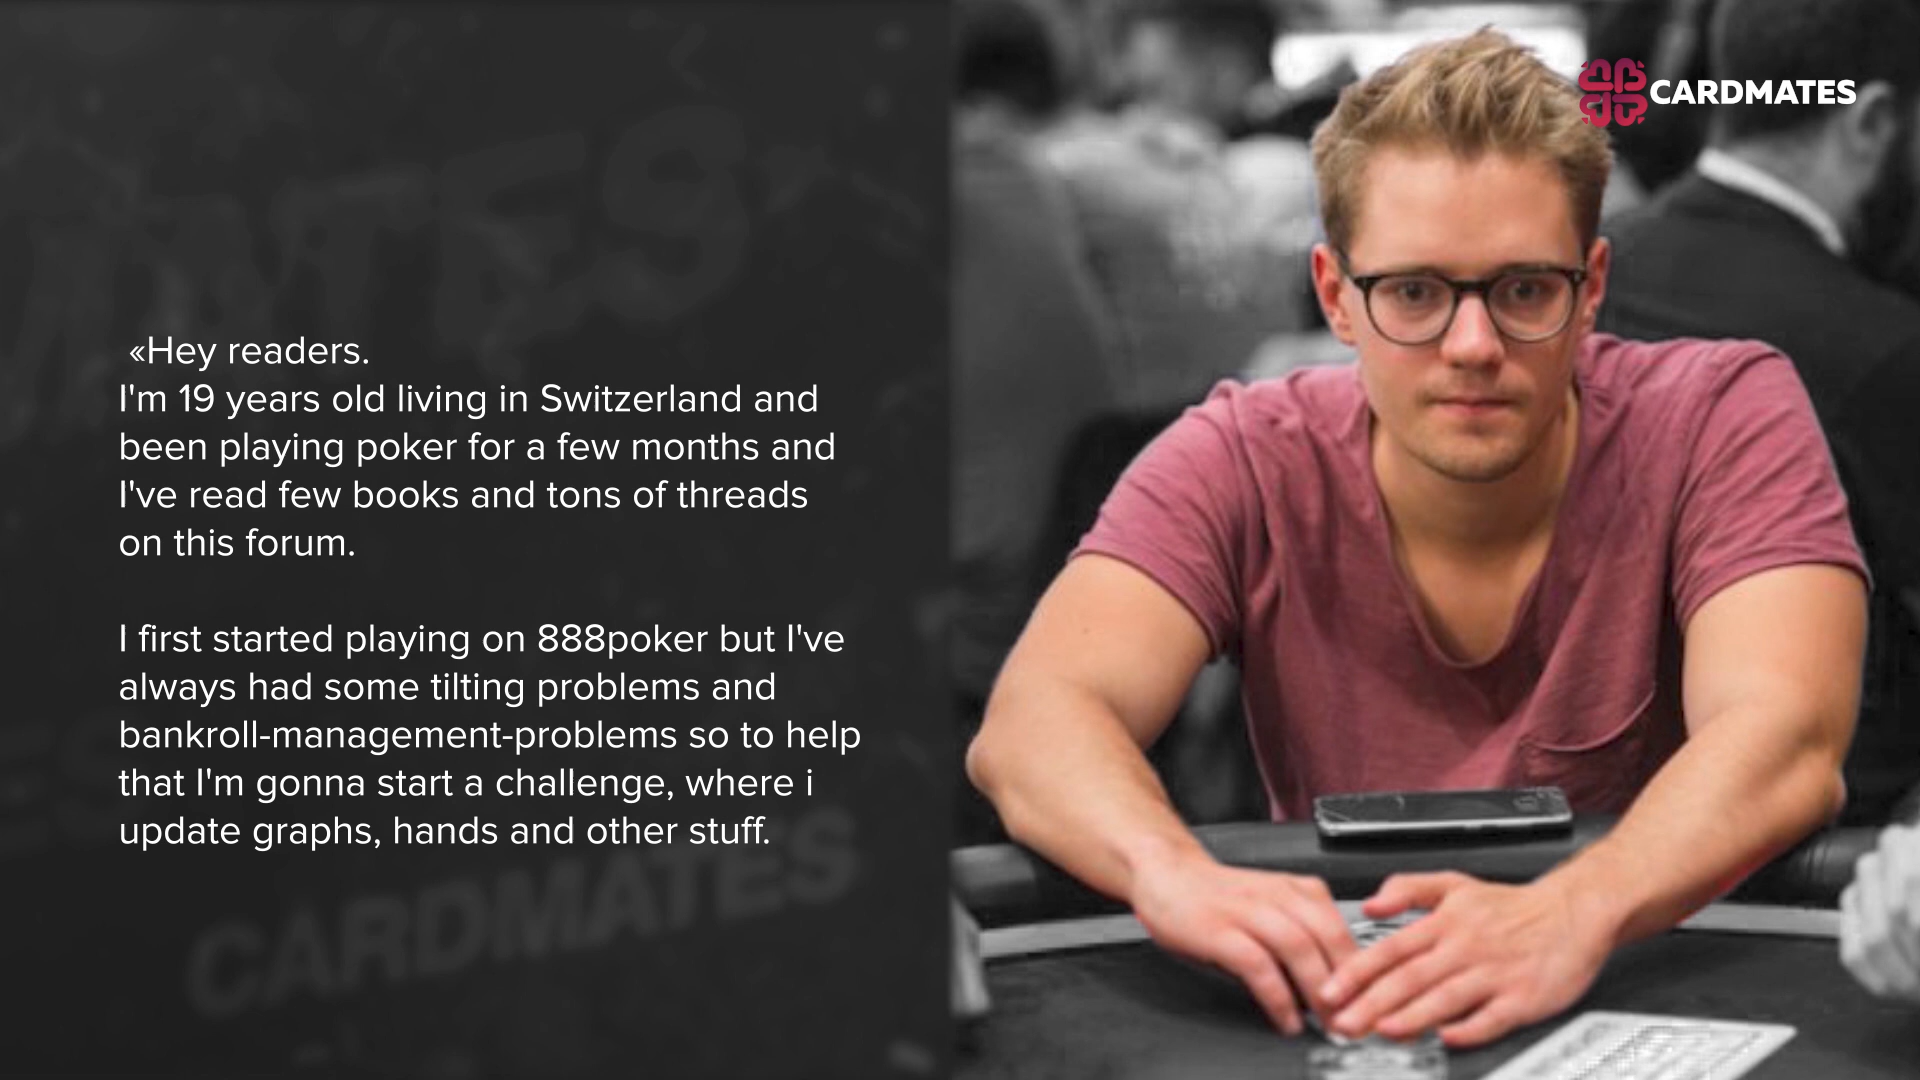 CARDMATES
«Hey readers.
I'm 19 years old living in Switzerland and
been playing poker for a few months and
I've read few books and tons of threads
on this forum.
I first started playing on 888poker but I've
always had some tilting problems and
bankroll-management-problems so to help
that I'm gonna start a challenge, where i
update graphs, hands and other stuff.
CARDMATES